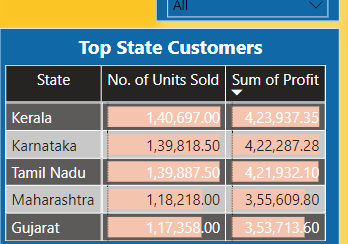 All
Top State Customers
State No. of Units Sold Sum of Profit
Kerala 1,40,697.00 4,23,937.35
Karnataka 1,39,818.50 4,22,287.28
Tamil Nadu 1,39,887.50 4,21,932.10
Maharashtra 1,18,218.00 3,55,609.80
Gujarat 1,17,358.00 3,53,713.60